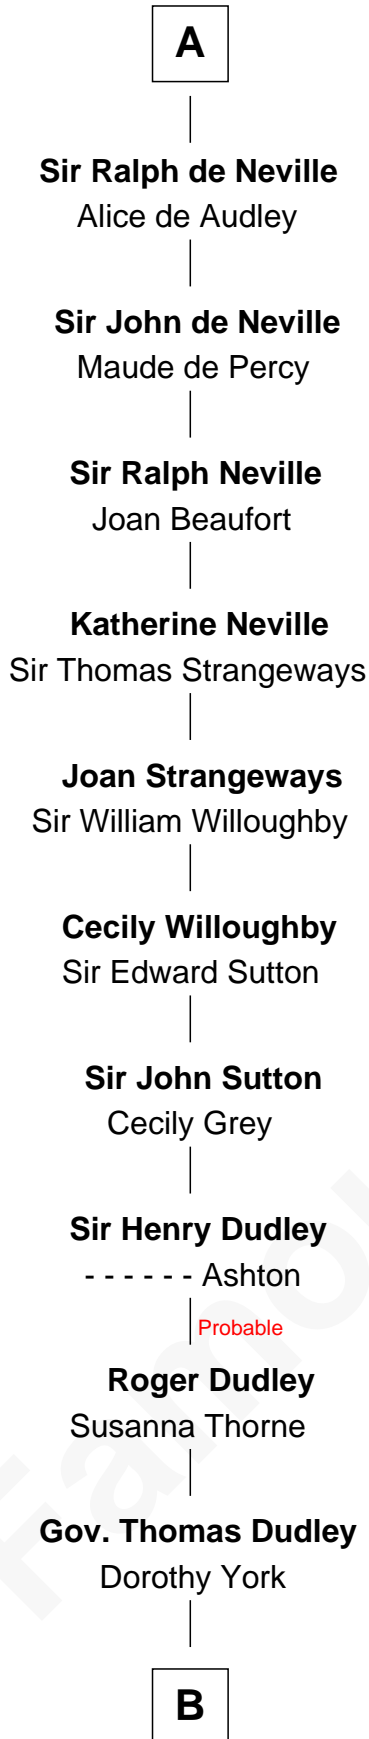 A
Sir Ralph de Neville
Alice de Audley
Sir John de Neville
Maude de Percy
Sir Ralph Neville
Joan Beaufort
Katherine Neville
Sir Thomas Strangeways
Joan Strangeways
Sir William Willoughby
Cecily Willoughby
Sir Edward Sutton
Sir John Sutton
Cecily Grey
Sir Henry Dudley
- - - - - - Ashton
Probable
Roger Dudley
Susanna Thorne
Gov. Thomas Dudley
Dorothy York
B